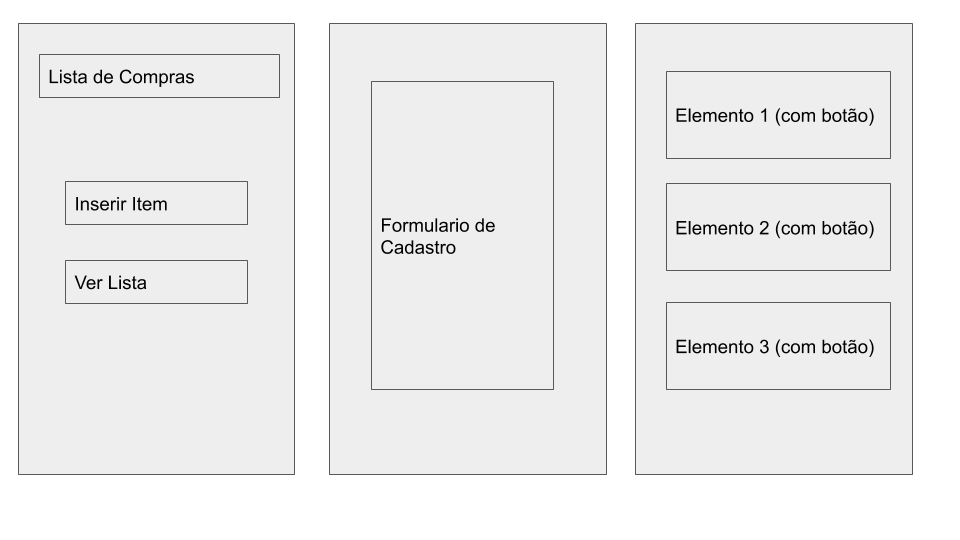 Lista de Compras
Inserir Item
Ver Lista
Formulario de
Cadastro
Elemento 1 (com botão)
Elemento 2 (com botão)
Elemento 3 (com botão)